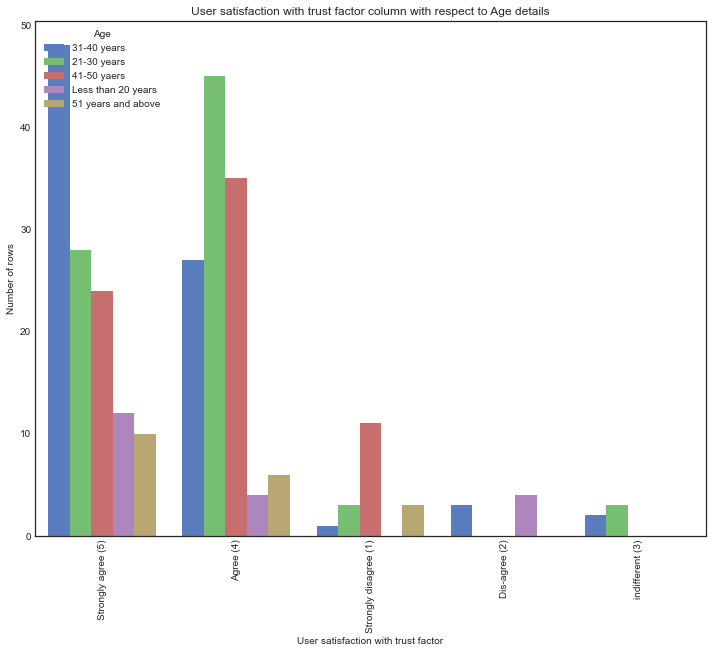 User satisfaction with trust factor column with respect to Age details
Age
31-40 years
21-30 years
41-50 yaers
Less than 20 years
51 years and above
50
40
30
20
10
0
Number of rows
Strongly agree (5)
Agree (4)
Strongly disagree (1)
Dis-agree (2)
indifferent (3)
User satisfaction with trust factor